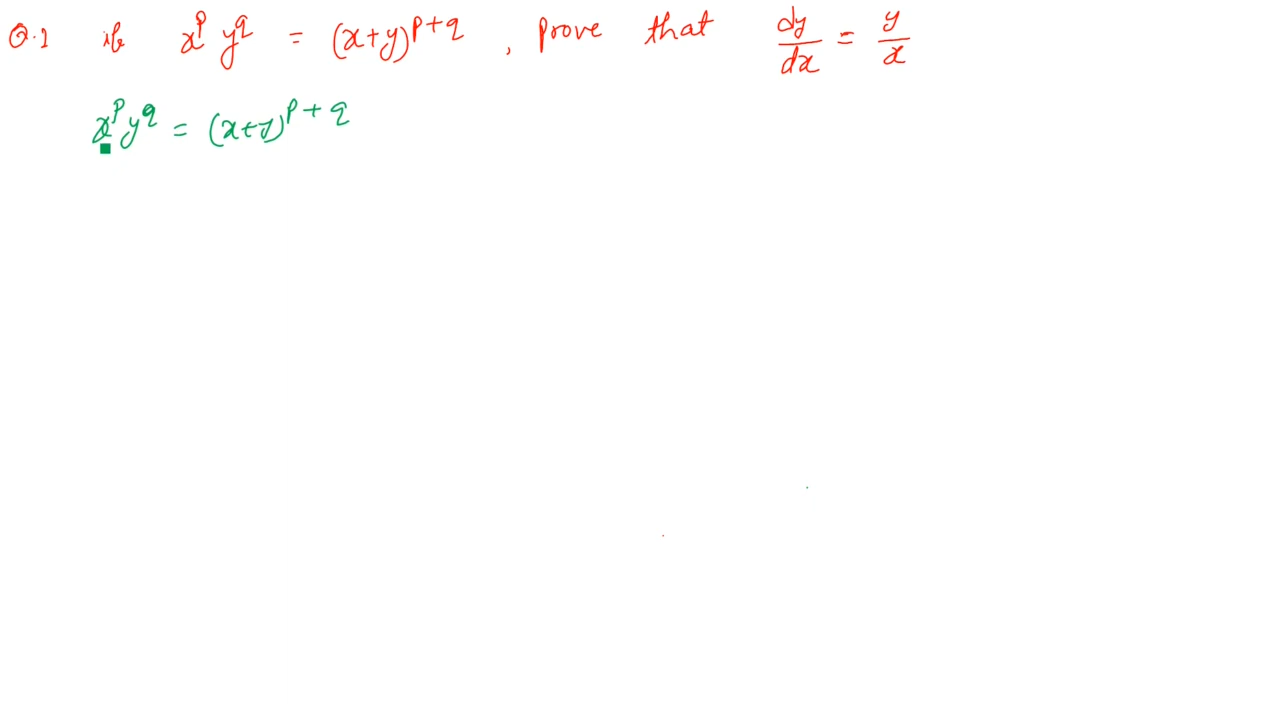 Q.1 if x^p y^q = (x+y)^{p+q}, prove that dy/dx = y/x
x^p y^q = (x+y)^{p+q}